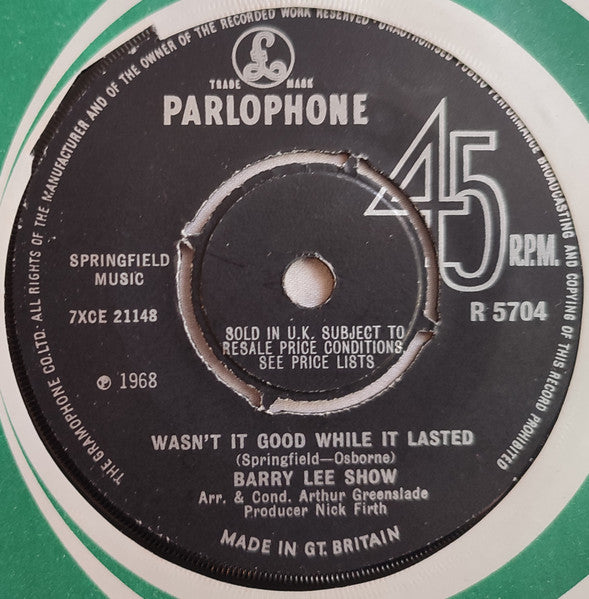 THE GRAMOPHONE CO. LTD. ALL RIGHTS OF THE MANUFACTURER AND OF THE OWNER OF THE RECORDED WORK RESERVED · UNAUTHORISED PUBLIC PERFORMANCE BROADCASTING AND COPYING OF THIS RECORD PROHIBITED
£
TRADE MARK
PARLOPHONE
45
R.P.M.
SPRINGFIELD
MUSIC
7XCE 21148
R 5704
SOLD IN U.K. SUBJECT TO
RESALE PRICE CONDITIONS,
SEE PRICE LISTS
℗ 1968
WASN'T IT GOOD WHILE IT LASTED
(Springfield—Osborne)
BARRY LEE SHOW
Arr. & Cond. Arthur Greenslade
Producer Nick Firth
MADE IN GT. BRITAIN